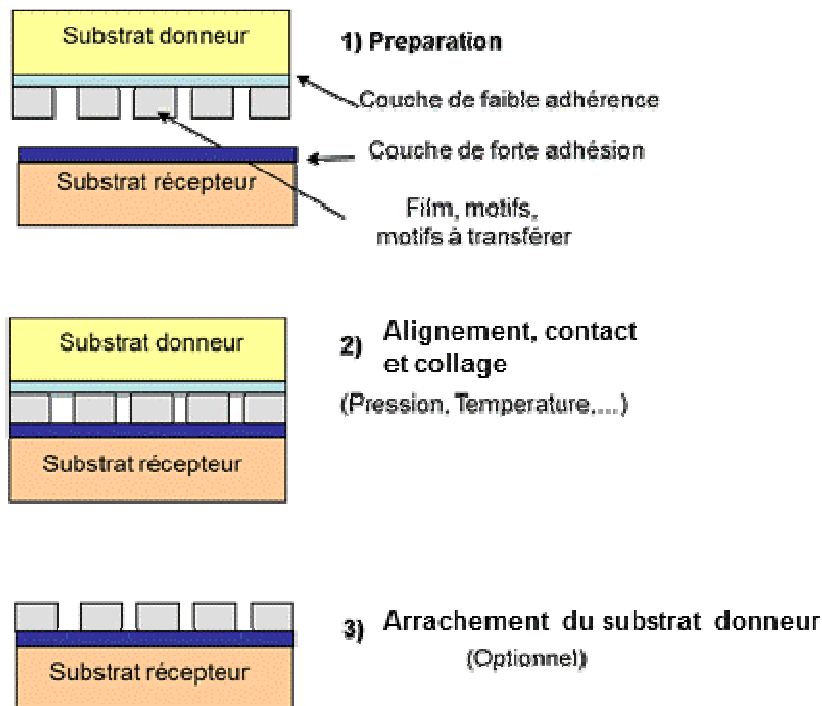 Substrat donneur
1) Preparation
Couche de faible adhérence
Couche de forte adhésion
Substrat récepteur
Film, motifs,
motifs à transférer
Substrat donneur
2) Alignement, contact
et collage
(Pression, Temperature,...)
Substrat récepteur
3) Arrachement du substrat donneur
(Optionnel)
Substrat récepteur